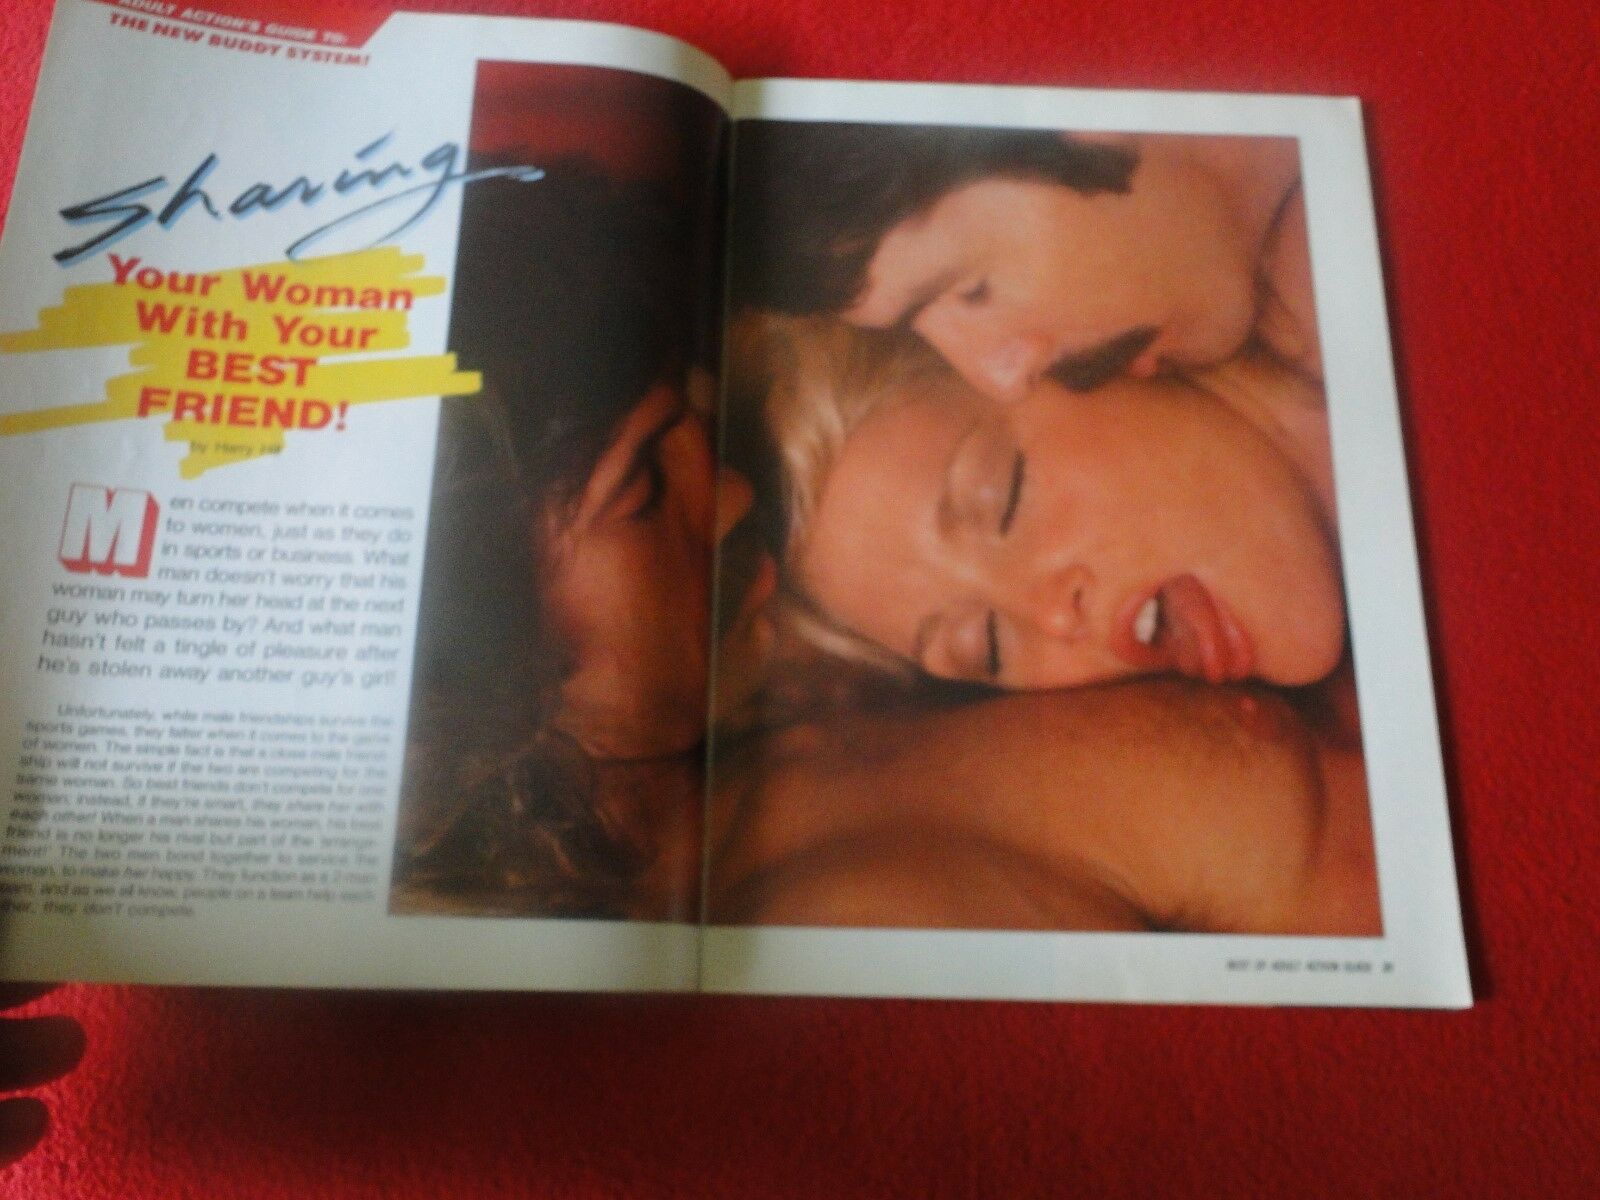 ADULT ACTION'S GUIDE TO-
THE NEW BUDDY SYSTEM!
Sharing
Your Woman
With Your
BEST
FRIEND!
by Harry
Men compete when it comes
to women, just as they do
in sports or business. What
man doesn't worry that his
woman may turn her head at the next
guy who passes by? And what man
hasn't felt a tingle of pleasure after
he's stolen away another guy's girl!
Unfortunately, while male friendships survive the
sports games, they falter when it comes to the game
of women. The simple fact is that a close male friend
ship will not survive if the two are competing for the
same woman. So best friends don't compete for one
woman; instead, if they're smart, they share her with
each other! When a man shares his woman, his best
friend is no longer his rival but part of the arrange-
ment! The two men bond together to service the
woman, to make her happy. They function as a 2-man
team, and as we all know, people on a team help each
other, they don't compete.
BEST OF ADULT ACTION GUIDE